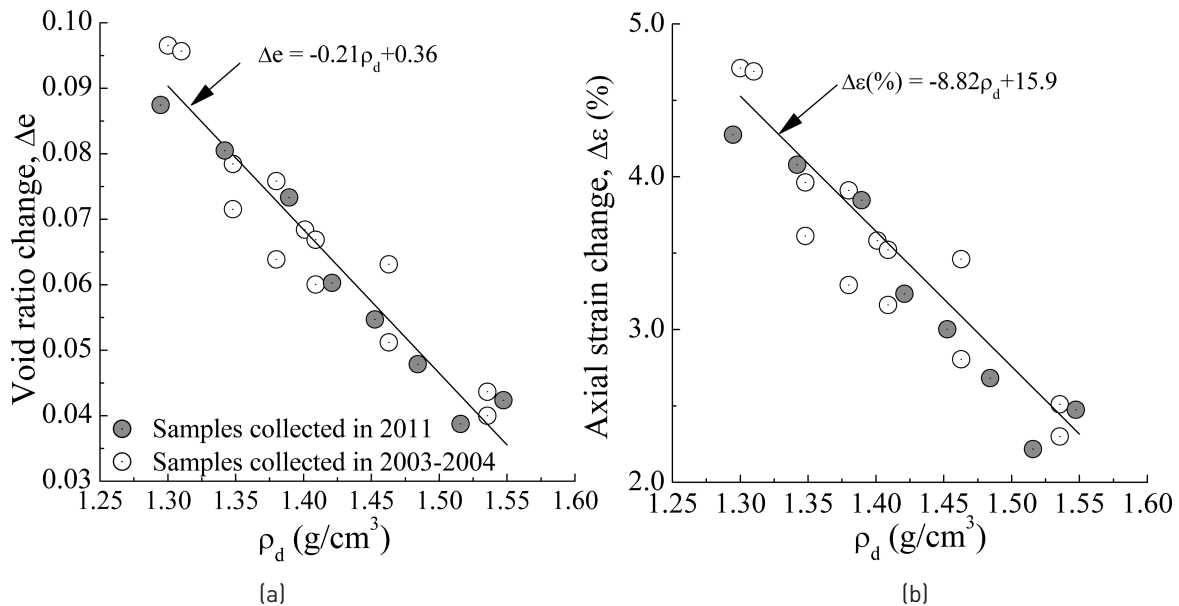 0.10
0.09
0.08
0.07
0.06
0.05
0.04
0.03
Void ratio change, Δe
Δe = -0.21ρd+0.36
Samples collected in 2011
Samples collected in 2003-2004
1.25 1.30 1.35 1.40 1.45 1.50 1.55 1.60
ρd (g/cm³)
(a)
5.0
4.0
3.0
2.0
Axial strain change, Δε (%)
Δε(%) = -8.82ρd+15.9
1.25 1.30 1.35 1.40 1.45 1.50 1.55 1.60
ρd (g/cm³)
(b)